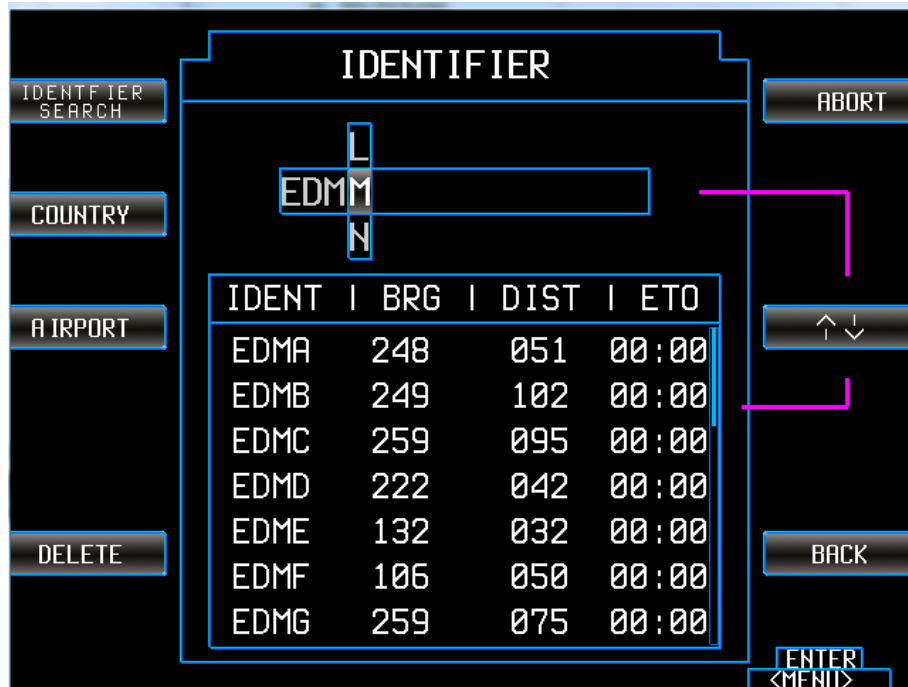 IDENTIFIER
IDENTFIER
SEARCH
ABORT
L
EDMM
N
COUNTRY
IDENT | BRG | DIST | ETO
AIRPORT
↑↓
EDMA 248 051 00:00
EDMB 249 102 00:00
EDMC 259 095 00:00
EDMD 222 042 00:00
EDME 132 032 00:00
EDMF 106 050 00:00
EDMG 259 075 00:00
DELETE
BACK
ENTER
<MENU>